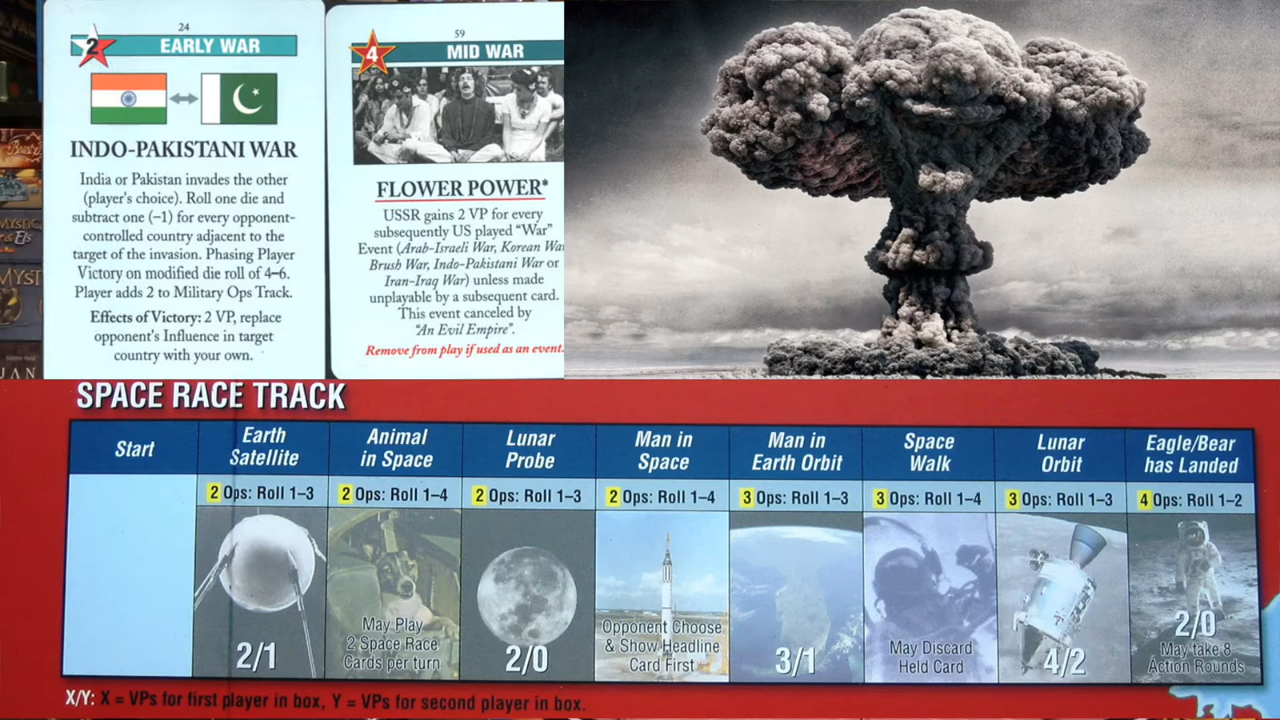 24
2 EARLY WAR
INDO-PAKISTANI WAR
India or Pakistan invades the other
(player's choice). Roll one die and
subtract one (–1) for every opponent-
controlled country adjacent to the
target of the invasion. Phasing Player
Victory on modified die roll of 4–6.
Player adds 2 to Military Ops Track.
Effects of Victory: 2 VP, replace
opponent's Influence in target
country with your own.
59
4 MID WAR
FLOWER POWER*
USSR gains 2 VP for every
subsequently US played “War”
Event (Arab-Israeli War, Korean Wa
Brush War, Indo-Pakistani War or
Iran-Iraq War) unless made
unplayable by a subsequent card.
This event canceled by
“An Evil Empire”.
Remove from play if used as an event.
SPACE RACE TRACK
Start
Earth
Satellite
2 Ops: Roll 1–3
2/1
Animal
in Space
2 Ops: Roll 1–4
May Play
2 Space Race
Cards per turn
Lunar
Probe
2 Ops: Roll 1–3
2/0
Man in
Space
2 Ops: Roll 1–4
Opponent Choose
& Show Headline
Card First
Man in
Earth Orbit
3 Ops: Roll 1–3
3/1
Space
Walk
3 Ops: Roll 1–4
May Discard
Held Card
Lunar
Orbit
3 Ops: Roll 1–3
4/2
Eagle/Bear
has Landed
4 Ops: Roll 1–2
2/0
May take 8
Action Rounds
X/Y: X = VPs for first player in box, Y = VPs for second player in box.